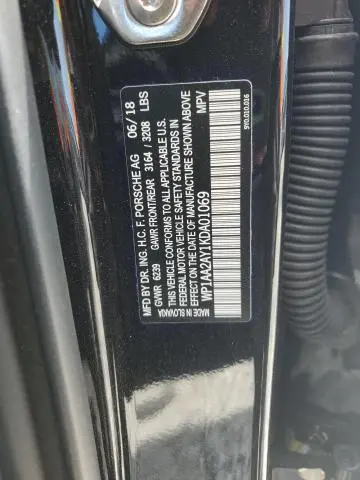 MFD BY DR. ING. H.C. F. PORSCHE AG 06/18
GVWR 6239 GAWR FRONT/REAR 3164 / 3208 LBS
THIS VEHICLE CONFORMS TO ALL APPLICABLE U.S.
FEDERAL MOTOR VEHICLE SAFETY STANDARDS IN
EFFECT ON THE DATE OF MANUFACTURE SHOWN ABOVE
WP1AA2AY1KDA01069 MPV
MADE IN SLOVAKIA
9Y0.010.016